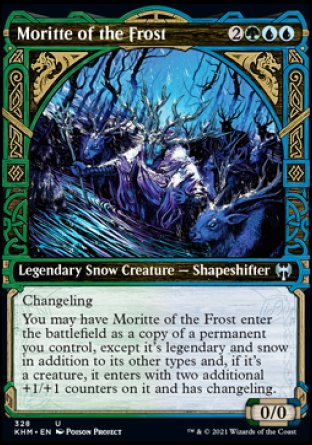 Moritte of the Frost 2
Legendary Snow Creature — Shapeshifter
Changeling
You may have Moritte of the Frost enter
the battlefield as a copy of a permanent
you control, except it's legendary and snow
in addition to its other types and, if it's
a creature, it enters with two additional
+1/+1 counters on it and has changeling.
0/0
328 U
KHM • EN Poison Project
™ & © 2021 Wizards of the Coast